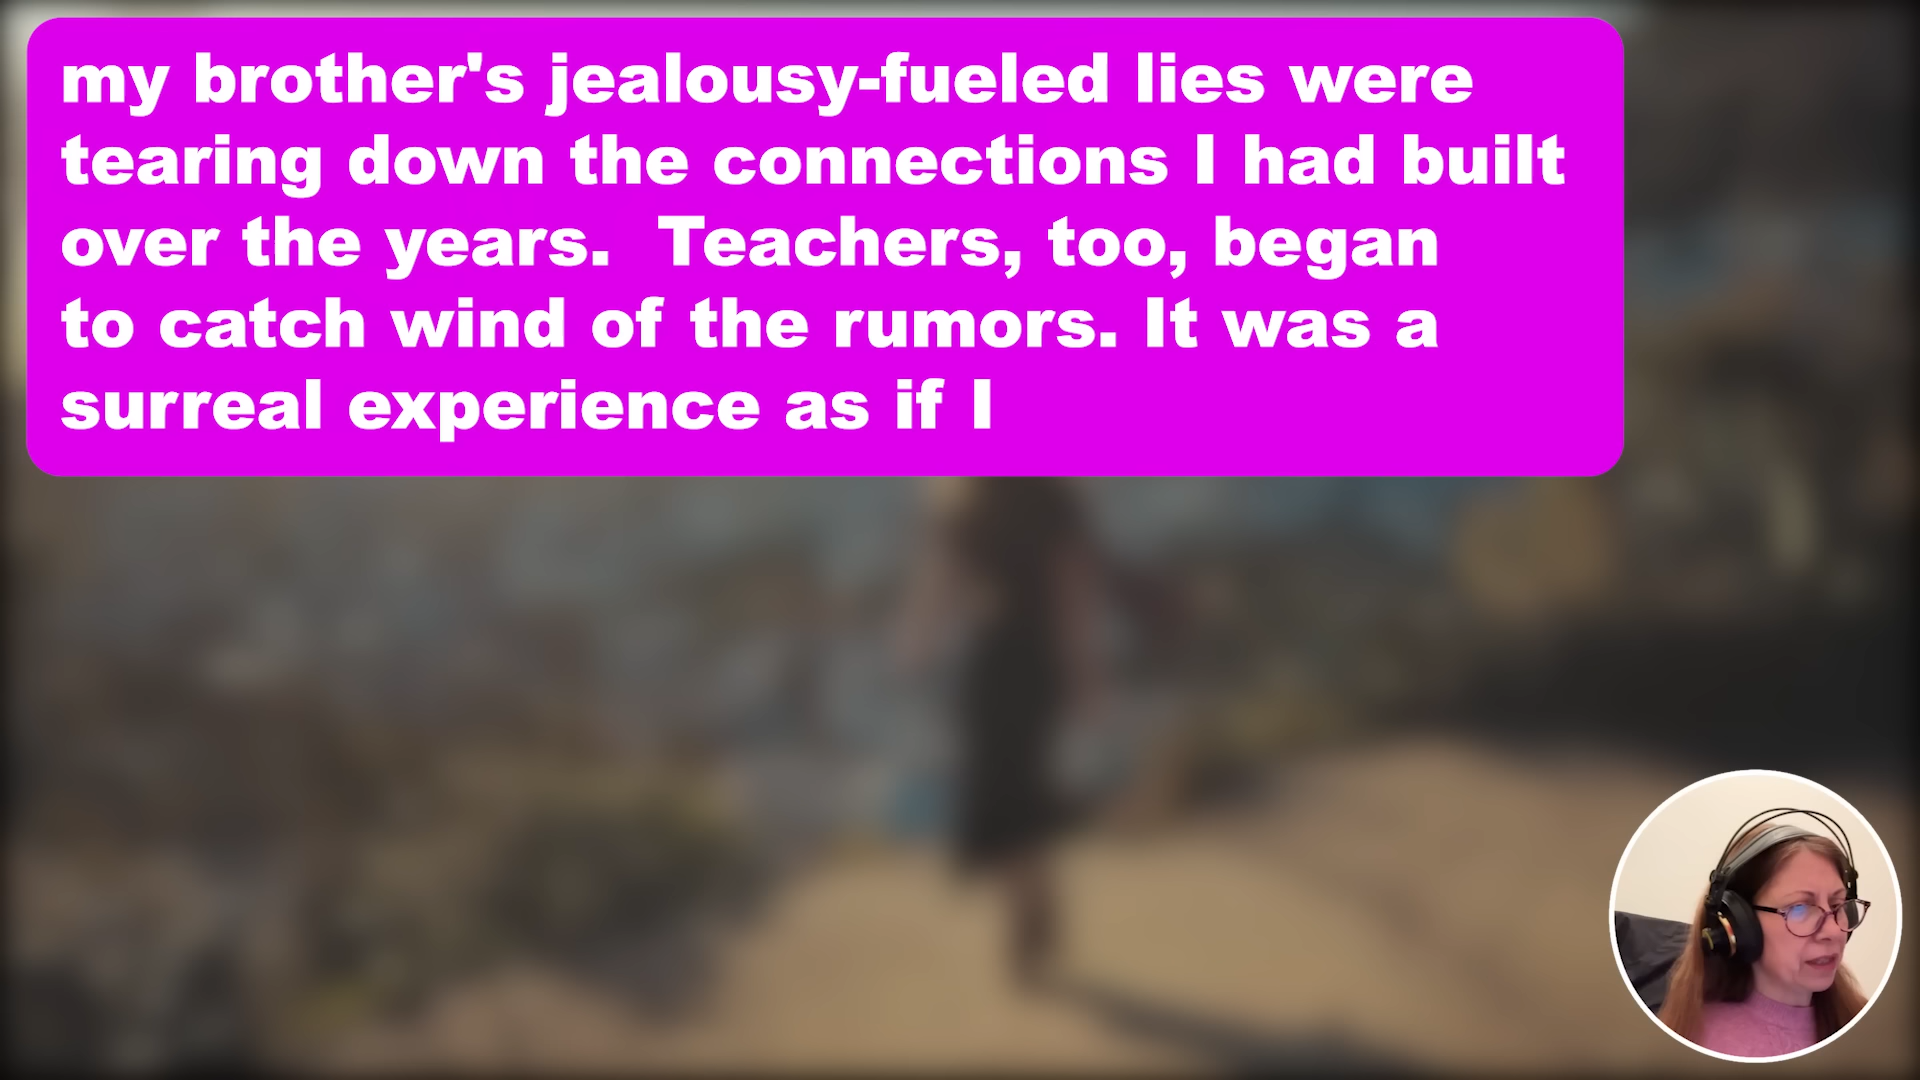 my brother's jealousy-fueled lies were
tearing down the connections I had built
over the years.  Teachers, too, began
to catch wind of the rumors. It was a
surreal experience as if I